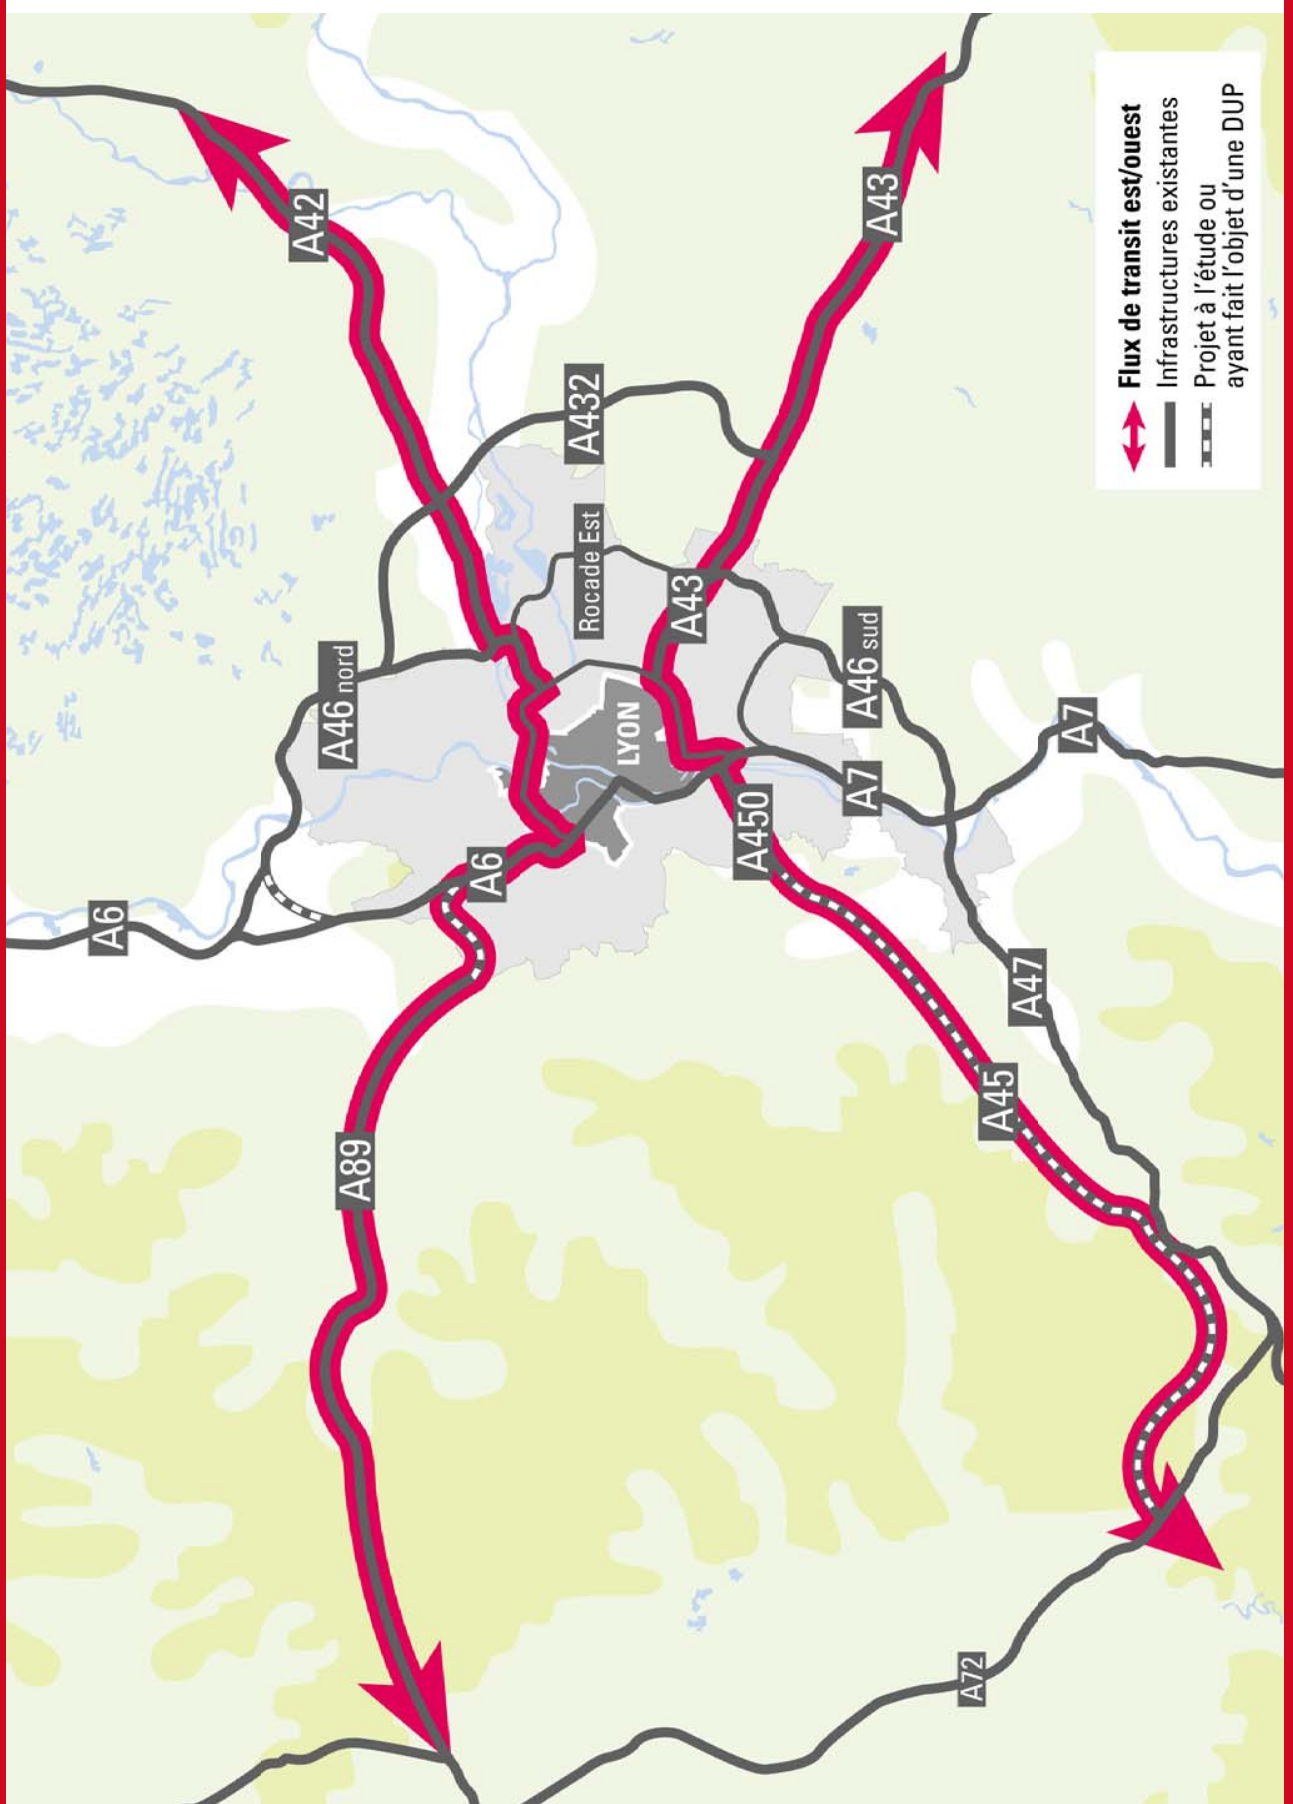 A6
A46 nord
A42
A89
A6
A432
Rocade Est
LYON
A43
A43
A450
A7
A46 sud
A45
A47
A7
A72
Flux de transit est/ouest
Infrastructures existantes
Projet à l'étude ou
ayant fait l'objet d'une DUP